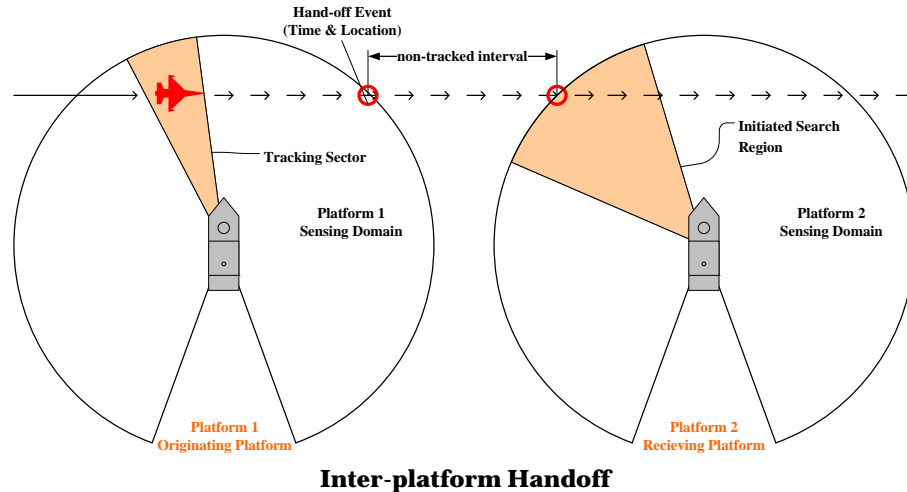 Hand-off Event
(Time & Location)
non-tracked interval
Tracking Sector
Initiated Search
Region
Platform 1
Sensing Domain
Platform 2
Sensing Domain
Platform 1
Originating Platform
Platform 2
Recieving Platform
Inter-platform Handoff